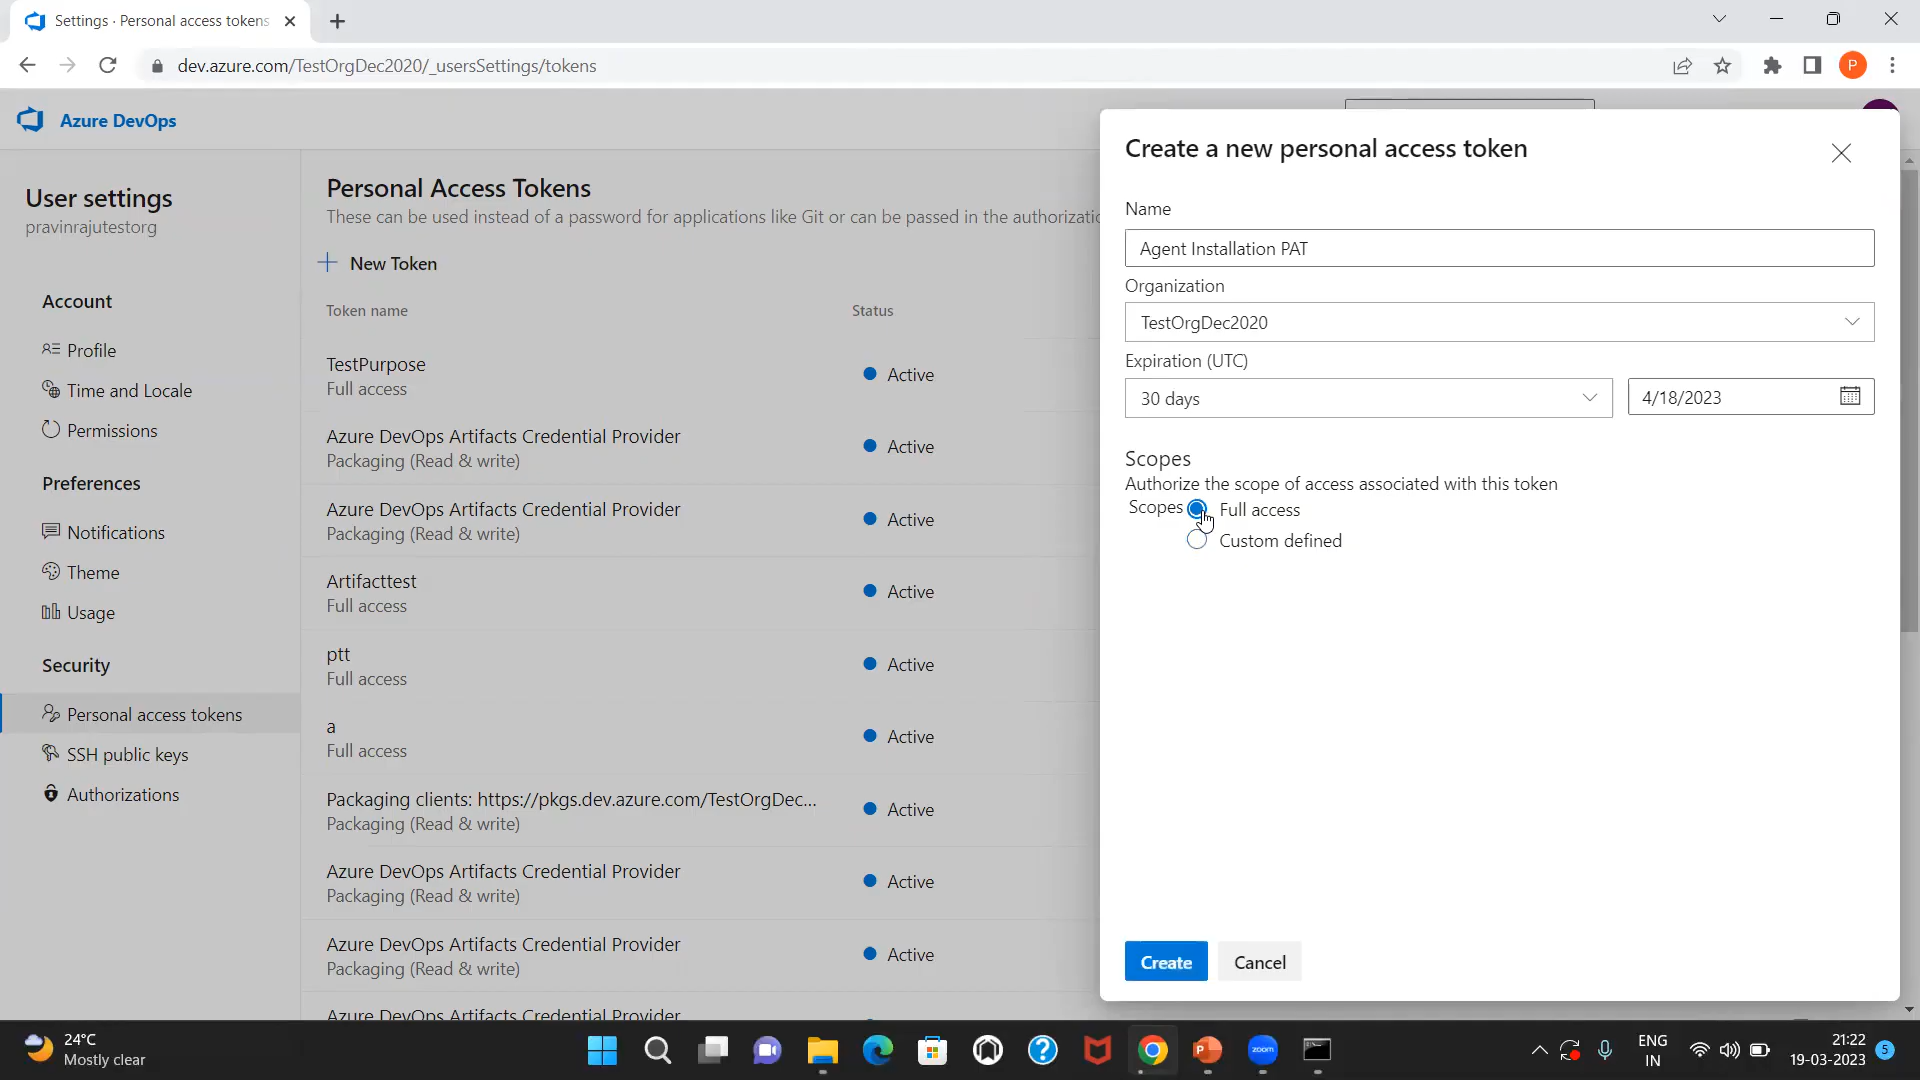 Settings · Personal access tokens
dev.azure.com/TestOrgDec2020/_usersSettings/tokens
P
Azure DevOps
User settings
pravinrajutestorg
Account
Profile
Time and Locale
Permissions
Preferences
Notifications
Theme
Usage
Security
Personal access tokens
SSH public keys
Authorizations
Personal Access Tokens
These can be used instead of a password for applications like Git or can be passed in the
New Token
Token name Status
TestPurpose
Full access
Active
Azure DevOps Artifacts Credential Provider
Packaging (Read & write)
Active
Azure DevOps Artifacts Credential Provider
Packaging (Read & write)
Active
Artifacttest
Full access
Active
ptt
Full access
Active
a
Full access
Active
Packaging clients: https://pkgs.dev.azure.com/TestOrgDec...
Packaging (Read & write)
Active
Azure DevOps Artifacts Credential Provider
Packaging (Read & write)
Active
Azure DevOps Artifacts Credential Provider
Packaging (Read & write)
Active
Azure DevOps Artifacts Credential Provider
Create a new personal access token
Name
Agent Installation PAT
Organization
TestOrgDec2020
Expiration (UTC)
30 days
4/18/2023
Scopes
Authorize the scope of access associated with this token
Scopes
Full access
Custom defined
Create
Cancel
24°C
Mostly clear
zoom
ENG
IN
21:22
19-03-2023
5